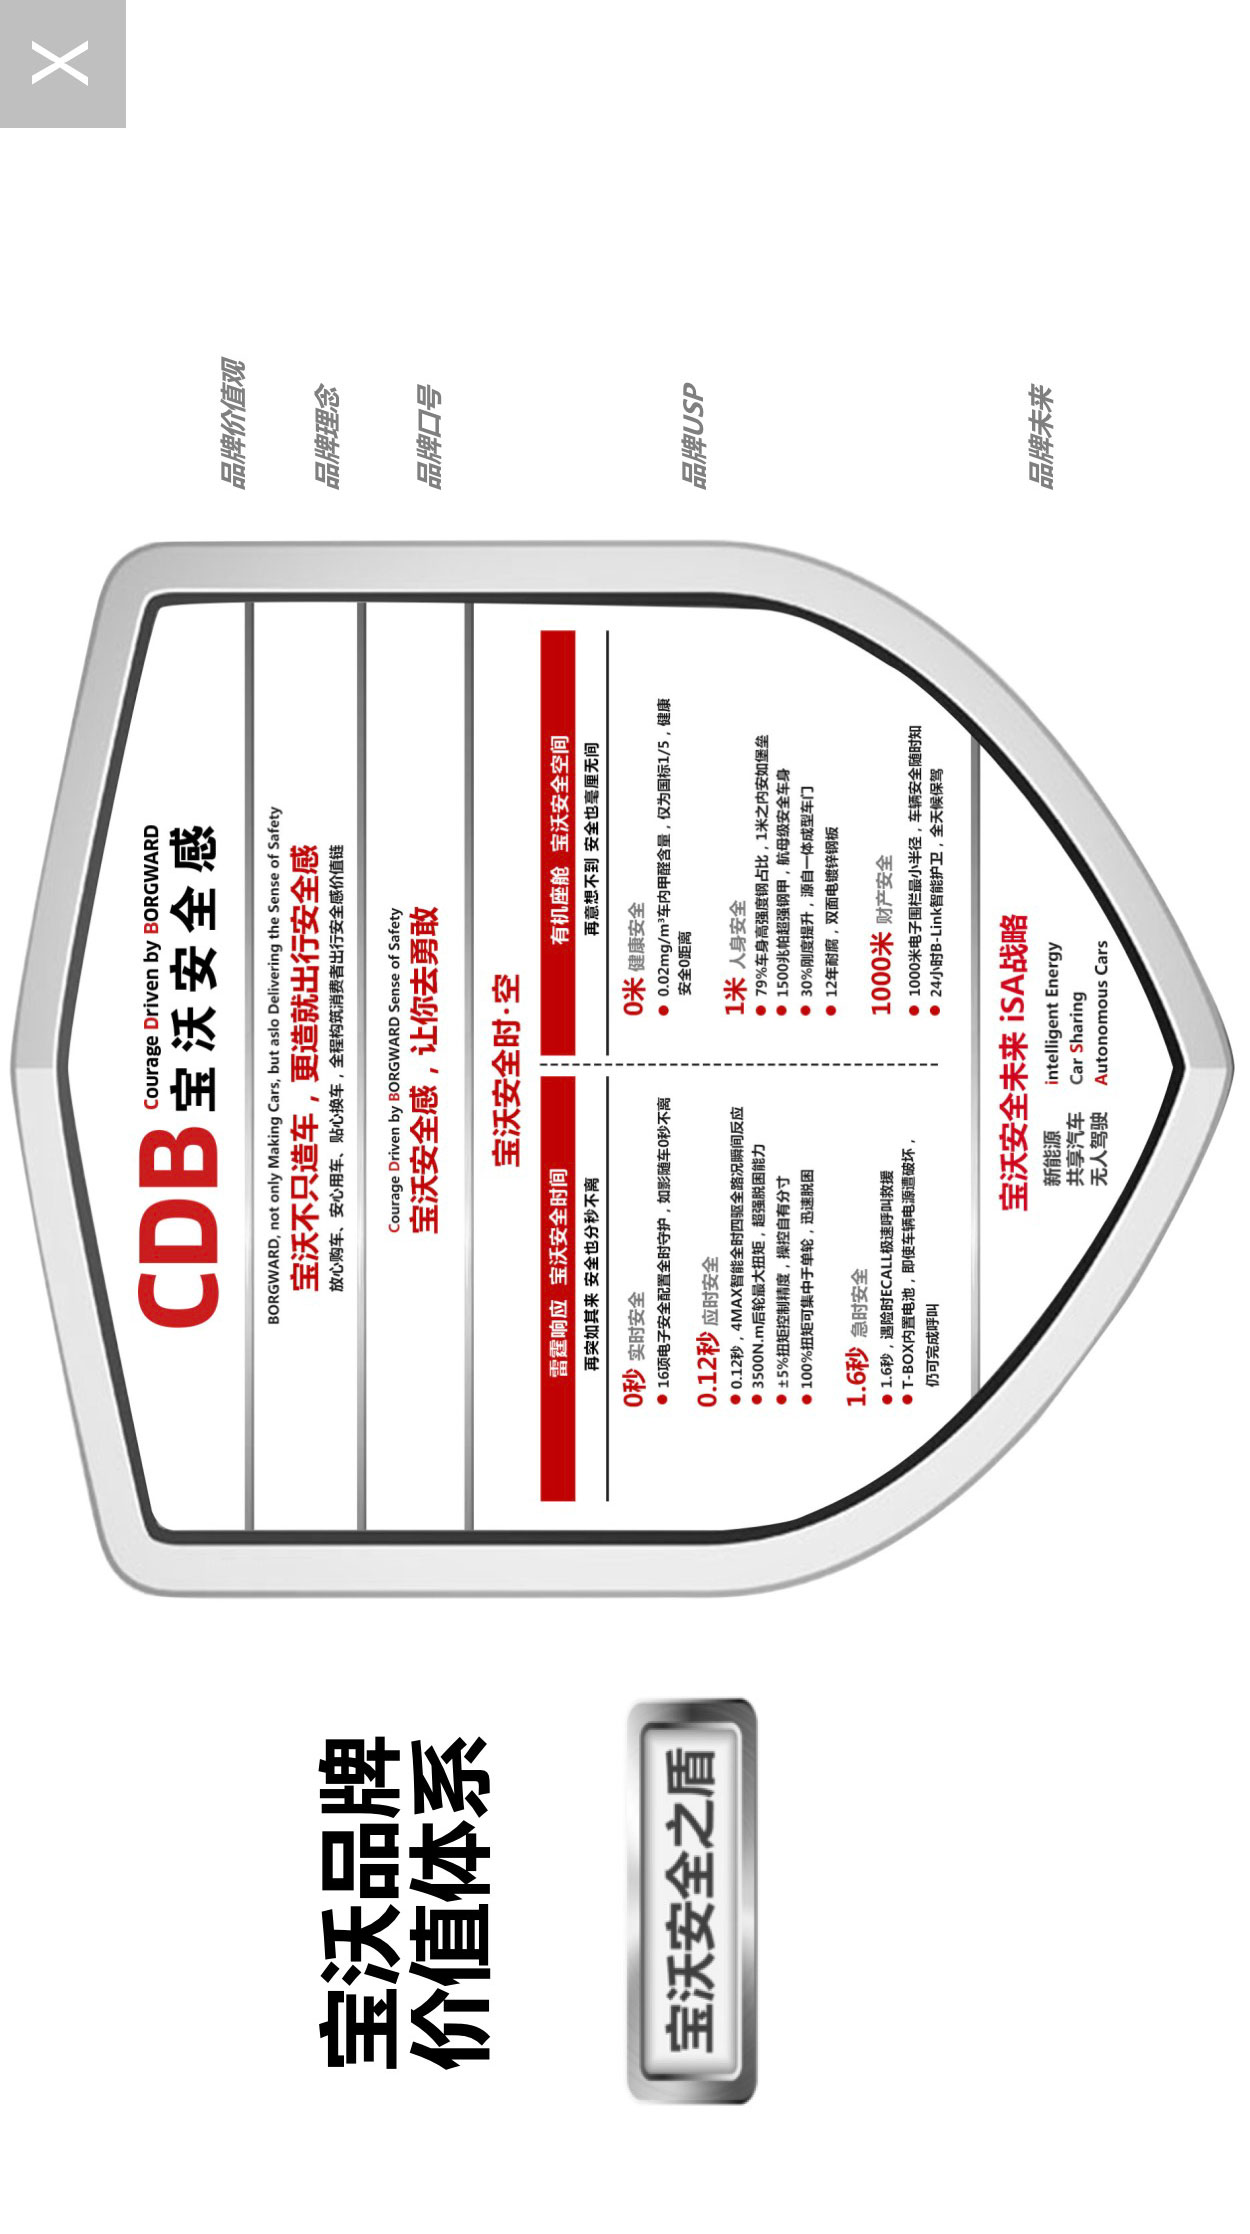 X
宝沃品牌
价值体系
宝沃安全之盾
CDB
Courage Driven by BORGWARD
宝沃安全感
品牌价值观
BORGWARD, not only Making Cars, but aslo Delivering the Sense of Safety
宝沃不只造车，更造就出行安全感
放心购车、安心用车、贴心换车，全程构筑消费者出行安全感价值链
品牌理念
Courage Driven by BORGWARD Sense of Safety
宝沃安全感，让你去勇敢
品牌口号
宝沃安全时·空
品牌USP
雷霆响应 宝沃安全时间
再突如其来 安全也分秒不离
0秒 实时安全
● 16项电子安全配置全时守护，如影随车0秒不离
0.12秒 应时安全
● 0.12秒，4MAX智能全时四驱全路况瞬间反应
● 3500N.m后轮最大扭矩，超强脱困能力
● ±5%扭矩控制精度，操控自有分寸
● 100%扭矩可集中于单轮，迅速脱困
1.6秒 急时安全
● 1.6秒，遇险时ECALL极速呼叫救援
● T-BOX内置电池，即使车辆电源遭破坏，
仍可完成呼叫
有机座舱 宝沃安全空间
再意想不到 安全也毫厘无间
0米 健康安全
● 0.02mg/m³车内甲醛含量，仅为国标1/5，健康
安全0距离
1米 人身安全
● 79%车身高强度钢占比，1米之内安如堡垒
● 1500兆帕超强钢甲，航母级安全车身
● 30%刚度提升，源自一体成型车门
● 12年耐腐，双面电镀锌钢板
1000米 财产安全
● 1000米电子围栏最小半径，车辆安全随时知
● 24小时B-Link智能护卫，全天候保驾
宝沃安全未来 iSA战略
品牌未来
新能源 intelligent Energy
共享汽车 Car Sharing
无人驾驶 Autonomous Cars